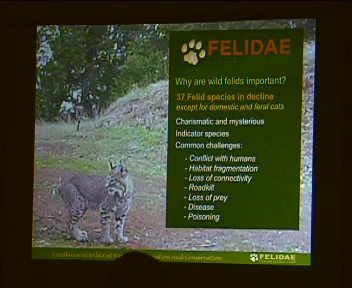 FELIDAE
Why are wild felids important?
37 Felid species in decline
except for domestic and feral cats
Charismatic and mysterious
Indicator species
Common challenges:
- Conflict with humans
- Habitat fragmentation
- Loss of connectivity
- Roadkill
- Loss of prey
- Disease
- Poisoning
Excellence in Wild Cat and Conservation
FELIDAE